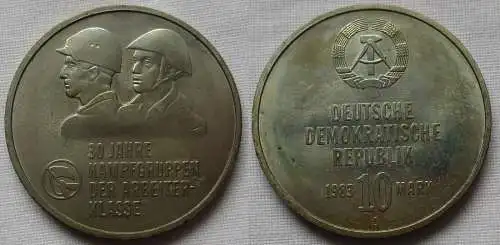 30 JAHRE
KAMPFGRUPPEN
DER ARBEITER-
KLASSE
DEUTSCHE
DEMOKRATISCHE
REPUBLIK
1983 10 MARK
A